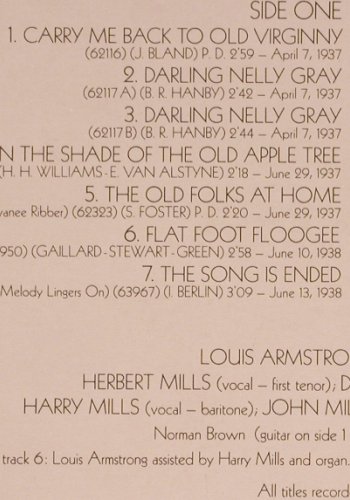 SIDE ONE
1. CARRY ME BACK TO OLD VIRGINNY
(62116) (J. BLAND) P. D. 2'59 – April 7, 1937
2. DARLING NELLY GRAY
(62117 A) (B. R. HANBY) 2'42 – April 7, 1937
3. DARLING NELLY GRAY
(62117 B) (B. R. HANBY) 2'44 – April 7, 1937
N THE SHADE OF THE OLD APPLE TREE
(H. H. WILLIAMS - E. VAN ALSTYNE) 2'18 – June 29, 1937
5. THE OLD FOLKS AT HOME
vanee Ribber) (62323) (S. FOSTER) P. D. 2'20 – June 29, 1937
6. FLAT FOOT FLOOGEE
950) (GAILLARD - STEWART - GREEN) 2'58 – June 10, 1938
7. THE SONG IS ENDED
Melody Lingers On) (63967) (I. BERLIN) 3'09 – June 13, 1938
LOUIS ARMSTRO
HERBERT MILLS (vocal – first tenor); D
HARRY MILLS (vocal – baritone); JOHN MIL
Norman Brown (guitar on side 1
track 6: Louis Armstrong assisted by Harry Mills and organ.
All titles record